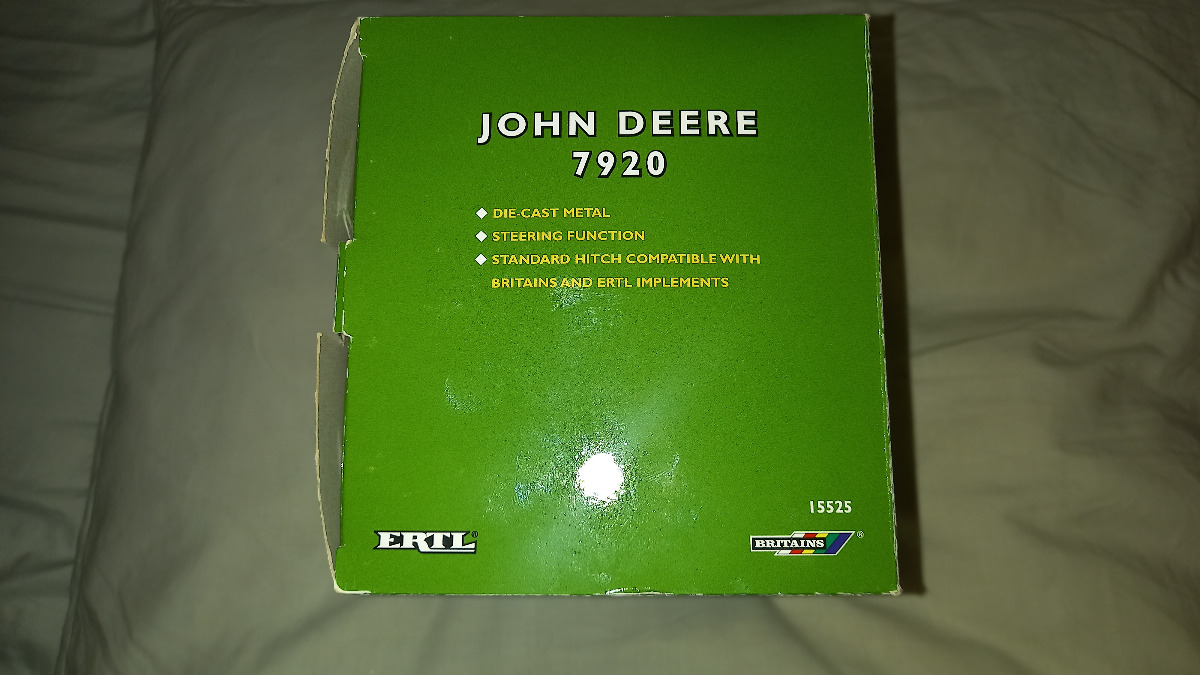 JOHN DEERE
7920
DIE-CAST METAL
STEERING FUNCTION
STANDARD HITCH COMPATIBLE WITH
BRITAINS AND ERTL IMPLEMENTS
15525
ERTL®
BRITAINS®